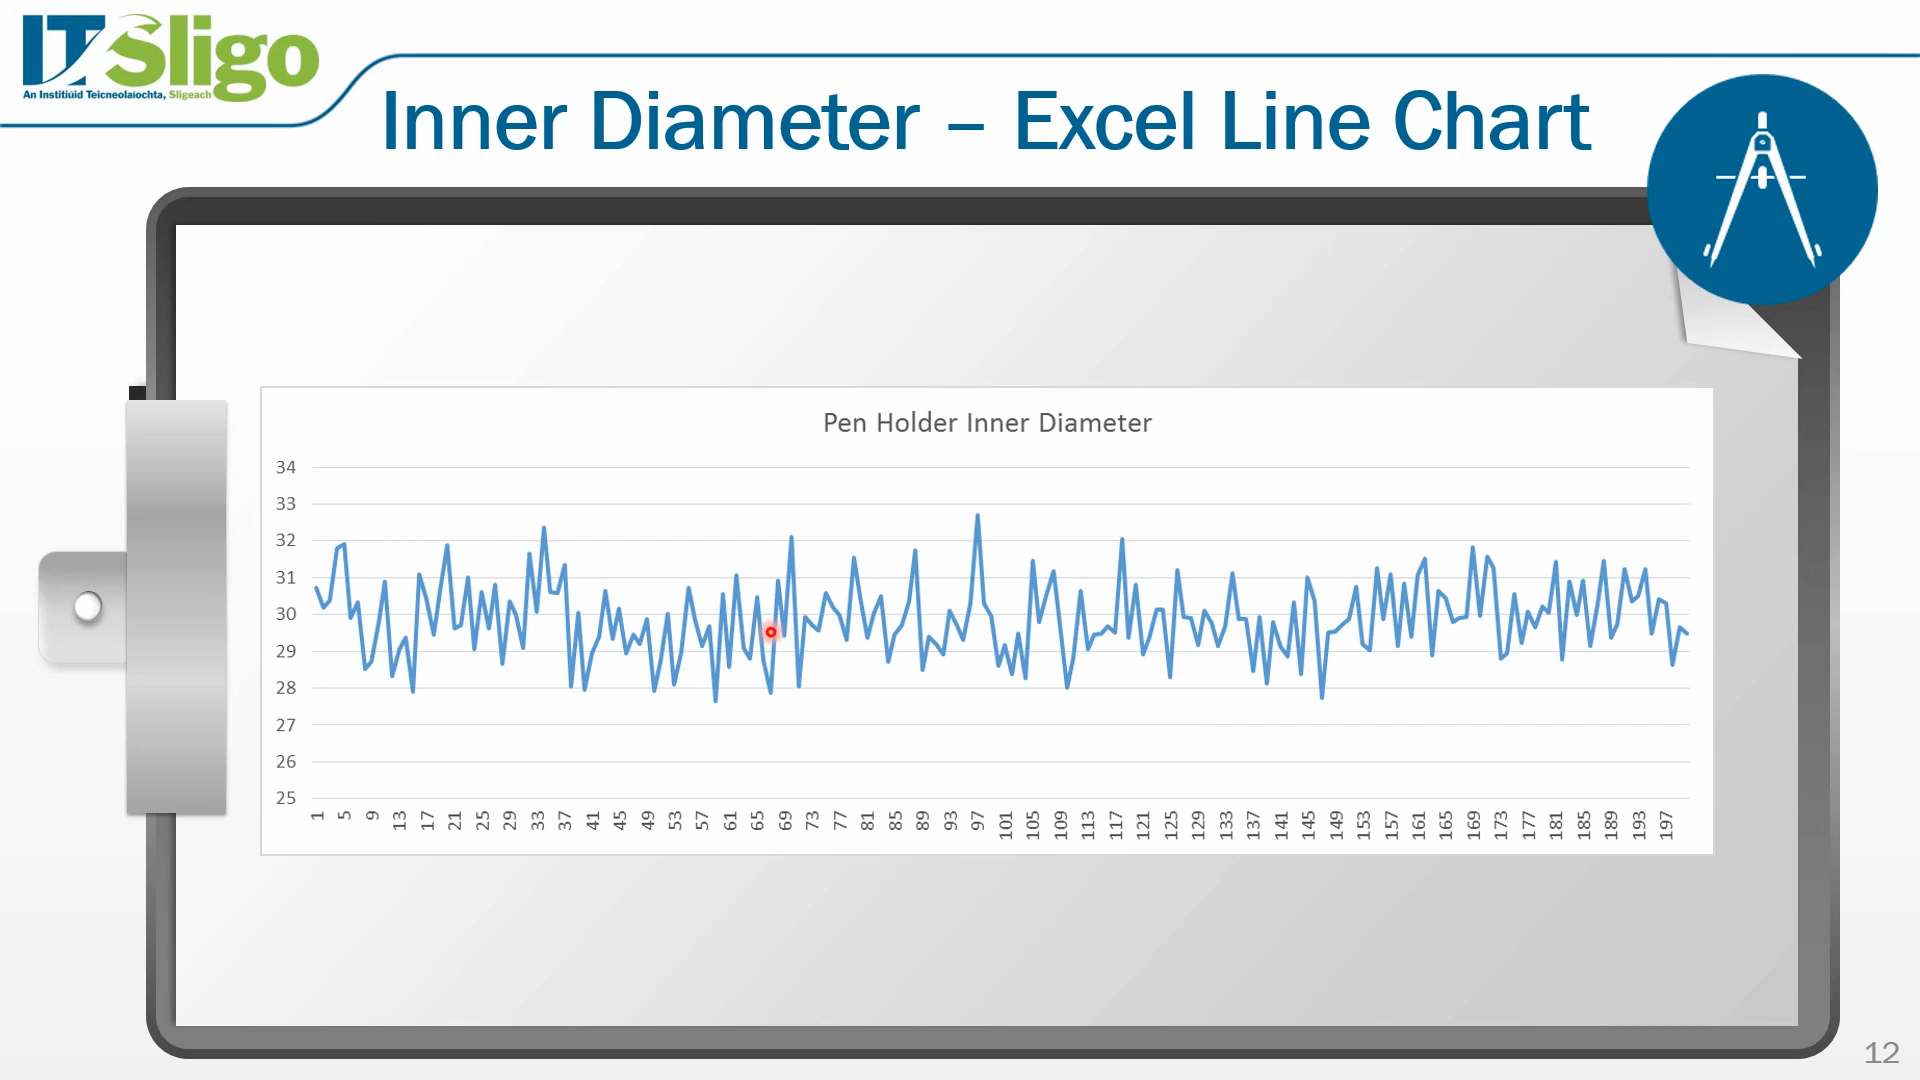 ITSligo
An Institiúid Teicneolaíochta, Sligeach
Inner Diameter – Excel Line Chart
Pen Holder Inner Diameter
34
33
32
31
30
29
28
27
26
25
1 5 9 13 17 21 25 29 33 37 41 45 49 53 57 61 65 69 73 77 81 85 89 93 97 101 105 109 113 117 121 125 129 133 137 141 145 149 153 157 161 165 169 173 177 181 185 189 193 197
12